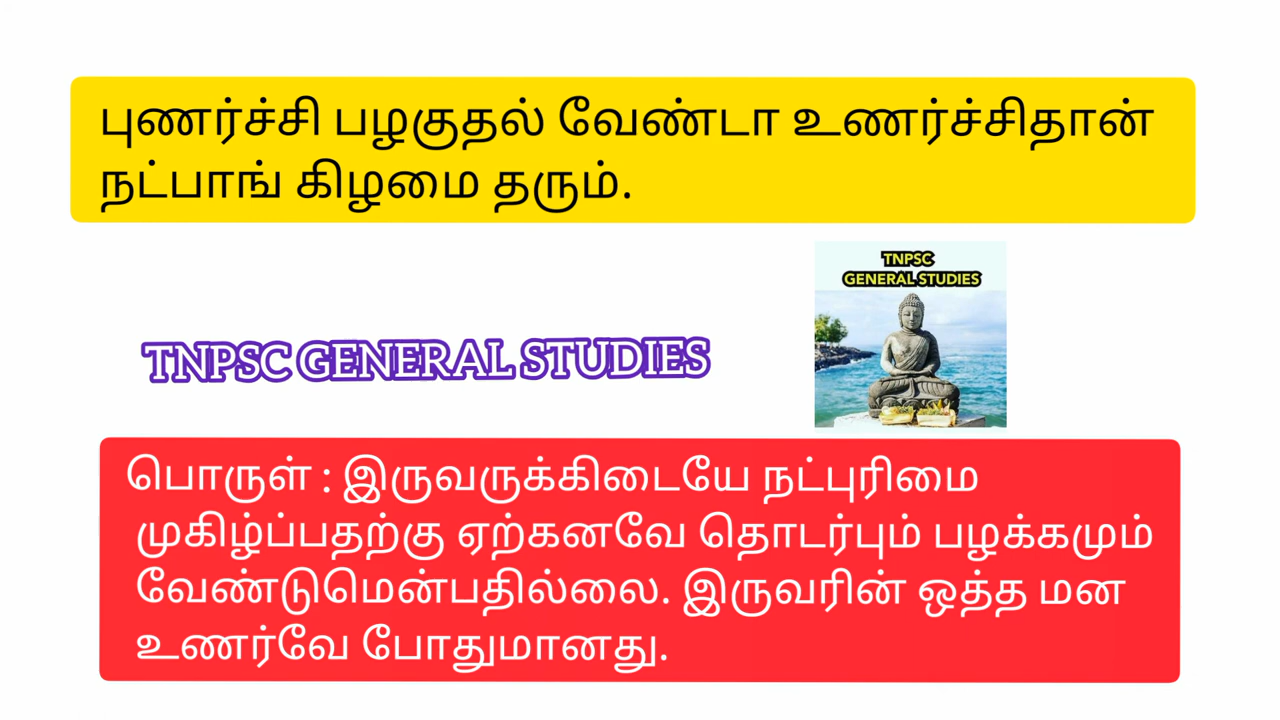 புணர்ச்சி பழகுதல் வேண்டா உணர்ச்சிதான்
நட்பாங் கிழமை தரும்.
TNPSC
GENERAL STUDIES
TNPSC GENERAL STUDIES
பொருள் : இருவருக்கிடையே நட்புரிமை
முகிழ்ப்பதற்கு ஏற்கனவே தொடர்பும் பழக்கமும்
வேண்டுமென்பதில்லை. இருவரின் ஒத்த மன
உணர்வே போதுமானது.